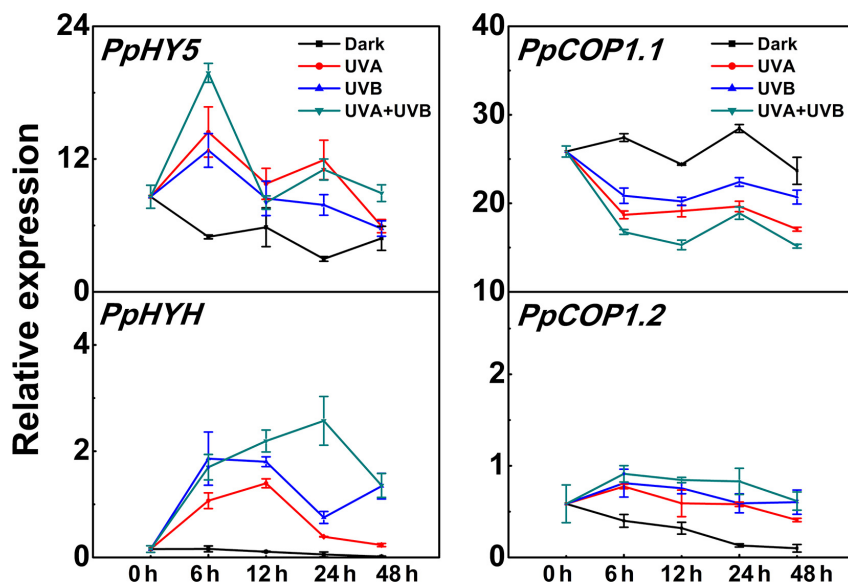 Relative expression
24
12
0
PpHY5
Dark
UVA
UVB
UVA+UVB
40
30
20
10
PpCOP1.1
Dark
UVA
UVB
UVA+UVB
4
2
0
PpHYH
0 h 6 h 12 h 24 h 48 h
2
1
0
PpCOP1.2
0 h 6 h 12 h 24 h 48 h